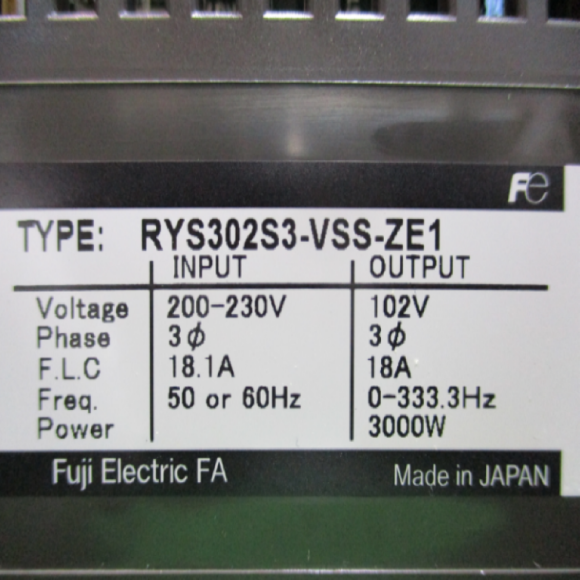 Fe
TYPE: RYS302S3-VSS-ZE1
INPUT OUTPUT
Voltage 200-230V 102V
Phase 3ϕ 3ϕ
F.L.C 18.1A 18A
Freq. 50 or 60Hz 0-333.3Hz
Power 3000W
Fuji Electric FA Made in JAPAN